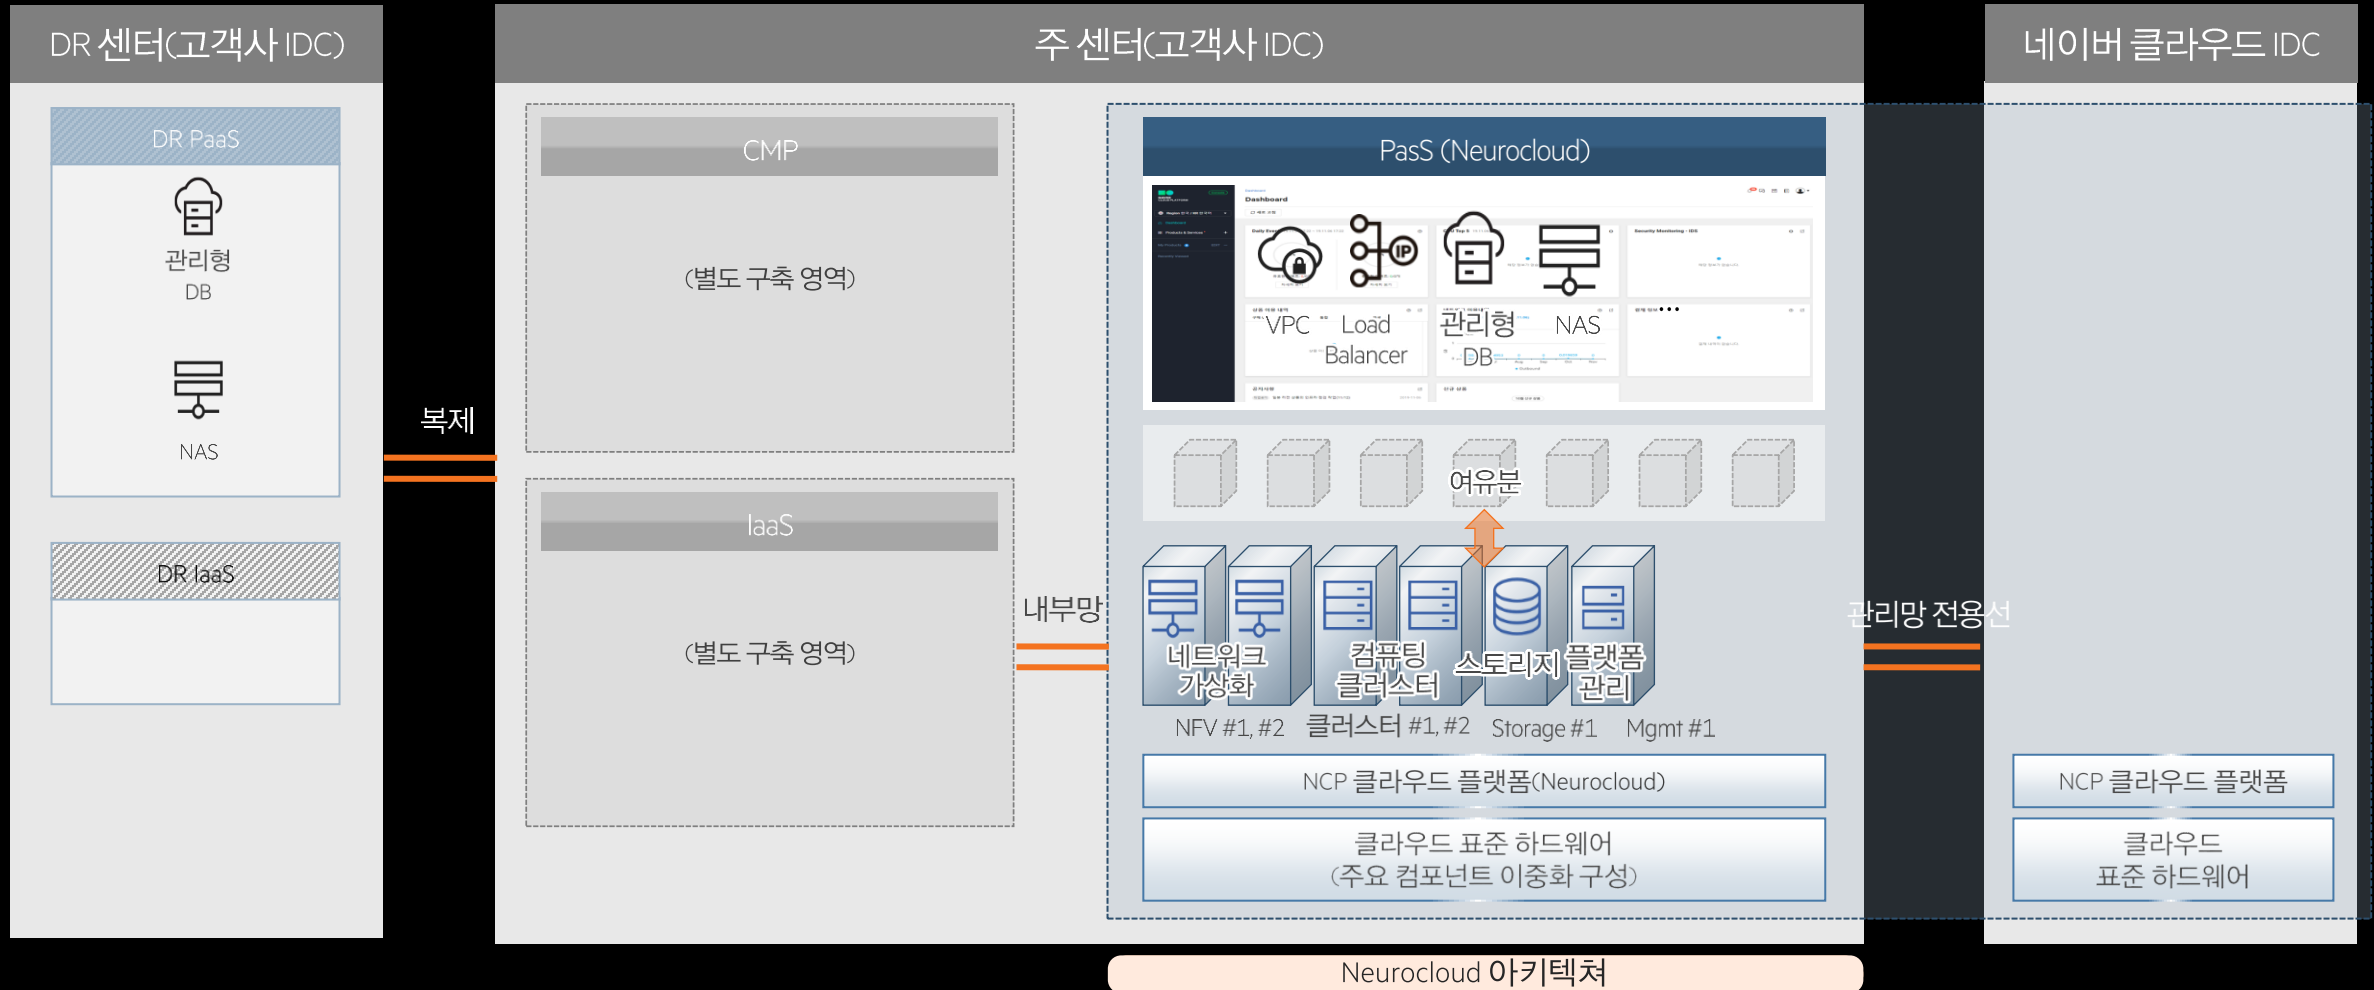 DR 센터(고객사 IDC)
DR PaaS
관리형
DB
NAS
DR IaaS
복제
주 센터(고객사 IDC)
CMP
(별도 구축 영역)
IaaS
(별도 구축 영역)
내부망
PasS (Neurocloud)
Dashboard
Security Monitoring - IDS
IP
VPC
Load
Balancer
관리형
DB
NAS
여유분
네트워크
가상화
컴퓨팅
클러스터
스토리지
플랫폼
관리
NFV #1, #2
클러스터 #1, #2
Storage #1
Mgmt #1
NCP 클라우드 플랫폼(Neurocloud)
클라우드 표준 하드웨어
(주요 컴포넌트 이중화 구성)
관리망 전용선
네이버 클라우드 IDC
NCP 클라우드 플랫폼
클라우드
표준 하드웨어
Neurocloud 아키텍쳐